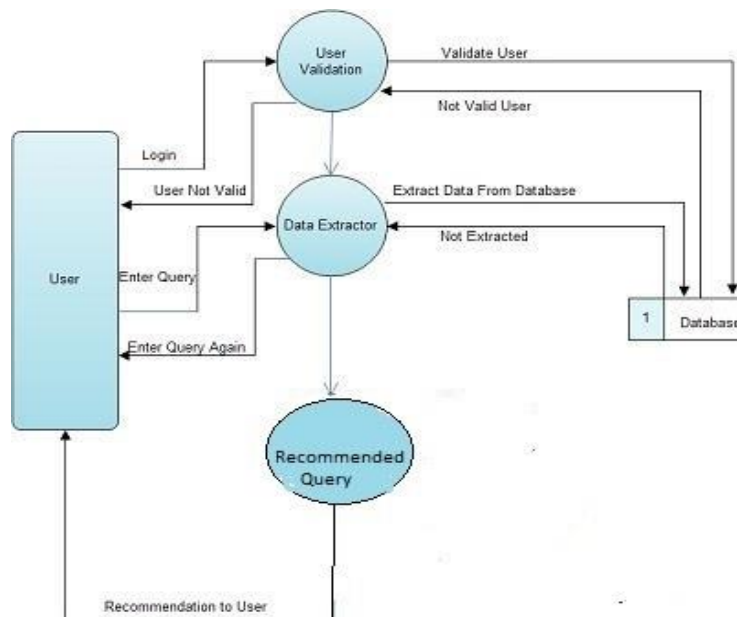 User
Validation
Validate User
Not Valid User
Login
User Not Valid
Extract Data From Database
Data Extractor
Not Extracted
User
Enter Query
1
Database
Enter Query Again
Recommended
Query
Recommendation to User